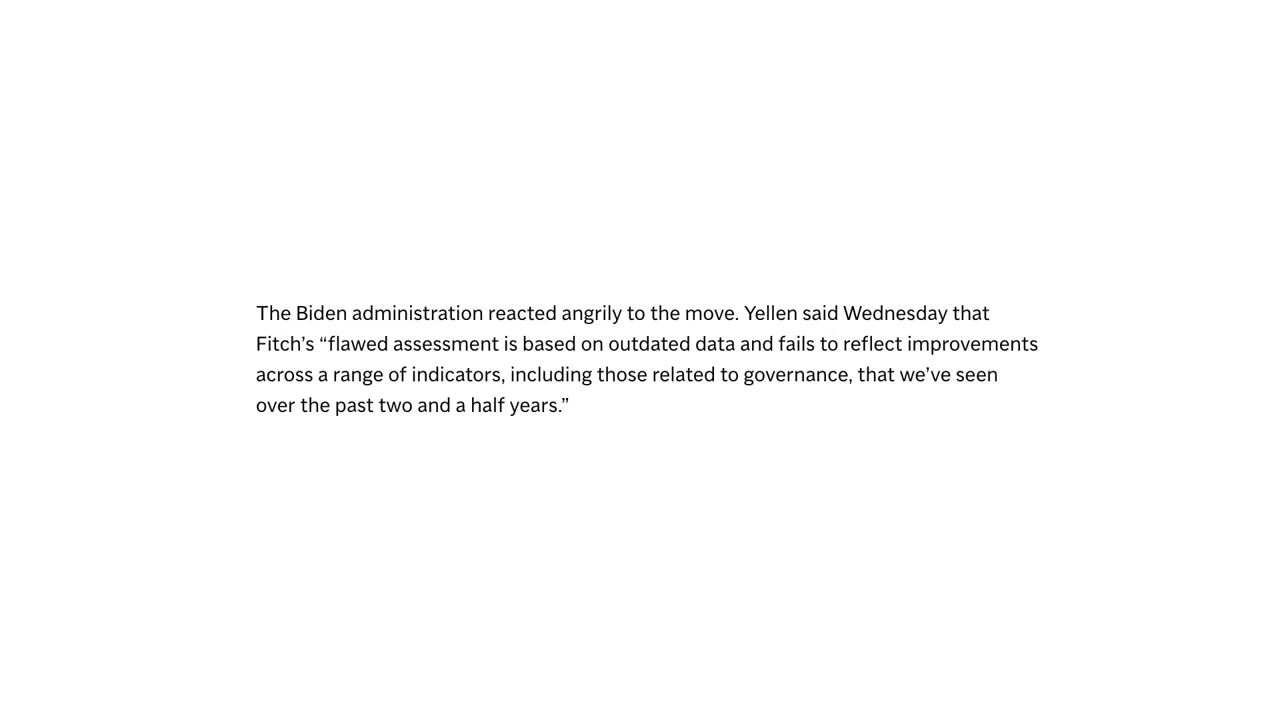 The Biden administration reacted angrily to the move. Yellen said Wednesday that
Fitch’s “flawed assessment is based on outdated data and fails to reflect improvements
across a range of indicators, including those related to governance, that we’ve seen
over the past two and a half years.”